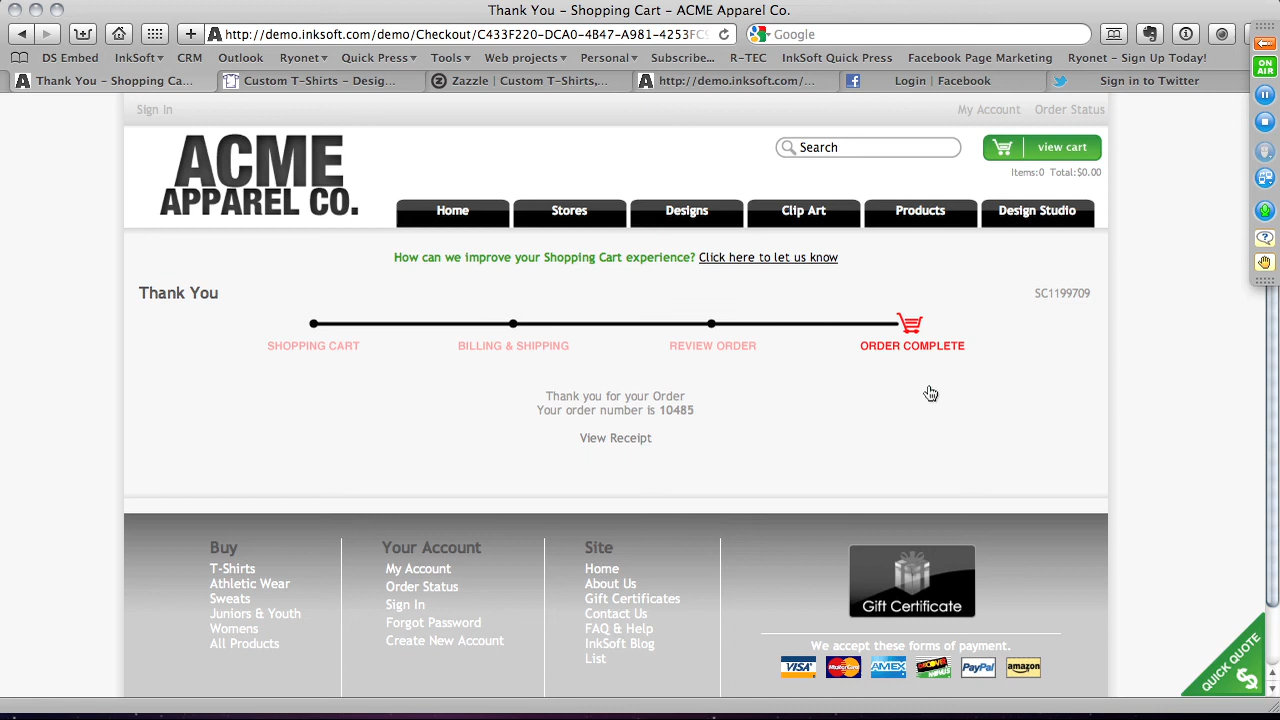 Thank You – Shopping Cart – ACME Apparel Co.
http://demo.inksoft.com/demo/Checkout/C433F220-DCA0-4B47-A981-4253FC9
Google
DS Embed InkSoft CRM Outlook Ryonet Quick Press Tools Web projects Personal Subscribe... R-TEC InkSoft Quick Press Facebook Page Marketing Ryonet – Sign Up Today!
Thank You – Shopping Ca... Custom T-Shirts – Desig... Zazzle | Custom T-Shirts,... http://demo.inksoft.com/... Login | Facebook Sign in to Twitter
ON AIR
Sign In My Account Order Status
ACME
APPAREL CO.
Search
view cart
Items:0 Total:$0.00
Home Stores Designs Clip Art Products Design Studio
How can we improve your Shopping Cart experience? Click here to let us know
Thank You SC1199709
SHOPPING CART BILLING & SHIPPING REVIEW ORDER ORDER COMPLETE
Thank you for your Order
Your order number is 10485
View Receipt
Buy
T-Shirts
Athletic Wear
Sweats
Juniors & Youth
Womens
All Products
Your Account
My Account
Order Status
Sign In
Forgot Password
Create New Account
Site
Home
About Us
Gift Certificates
Contact Us
FAQ & Help
InkSoft Blog
List
Gift Certificate
We accept these forms of payment.
VISA MasterCard AMEX DISCOVER NOVUS PayPal amazon
QUICK QUOTE
$